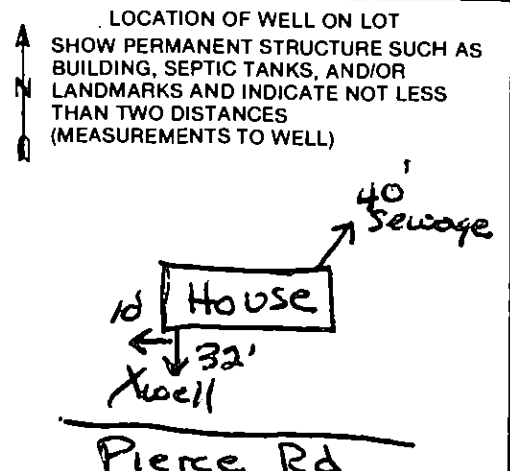 LOCATION OF WELL ON LOT
SHOW PERMANENT STRUCTURE SUCH AS
BUILDING, SEPTIC TANKS, AND/OR
N LANDMARKS AND INDICATE NOT LESS
THAN TWO DISTANCES
(MEASUREMENTS TO WELL)
40'
Sewage
House
10'
32'
X well
Pierce Rd